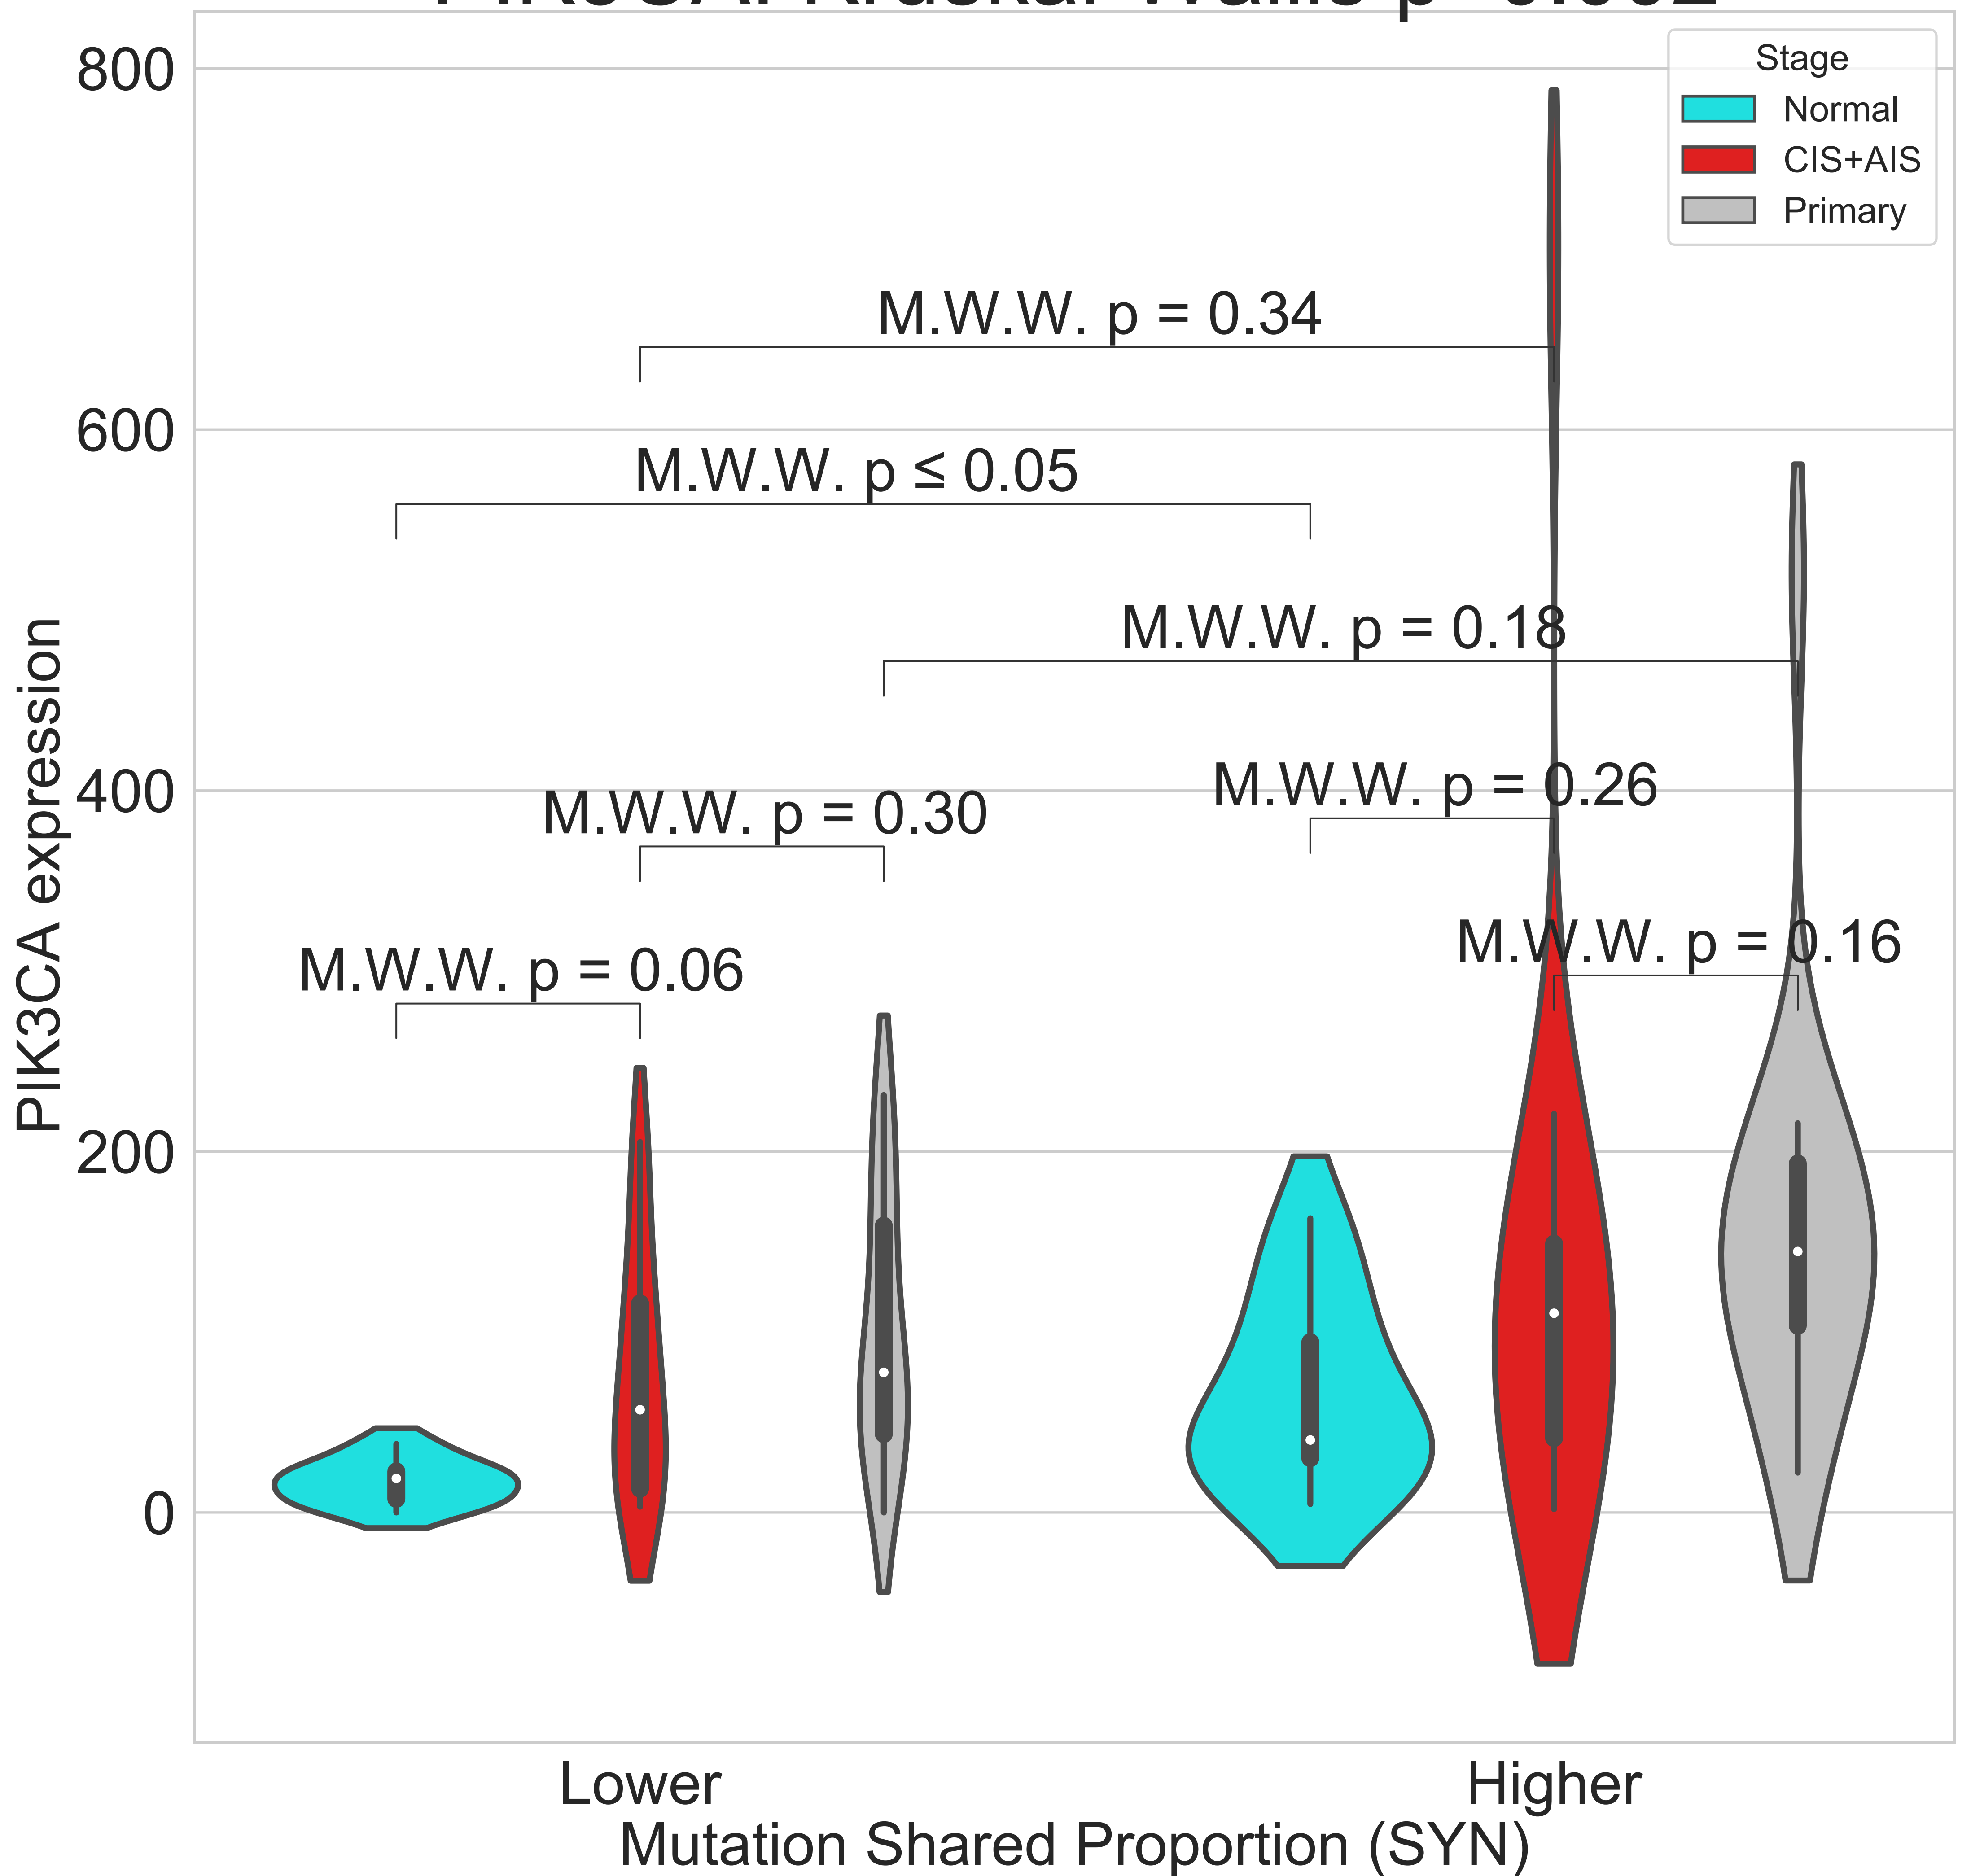 800
Stage
Normal
CIS+AIS
Primary
M.W.W. p = 0.34
600
M.W.W. p ≤ 0.05
M.W.W. p = 0.18
400
M.W.W. p = 0.30
M.W.W. p = 0.26
M.W.W. p = 0.06
M.W.W. p = 0.16
200
0
PIK3CA expression
Lower
Higher
Mutation Shared Proportion (SYN)